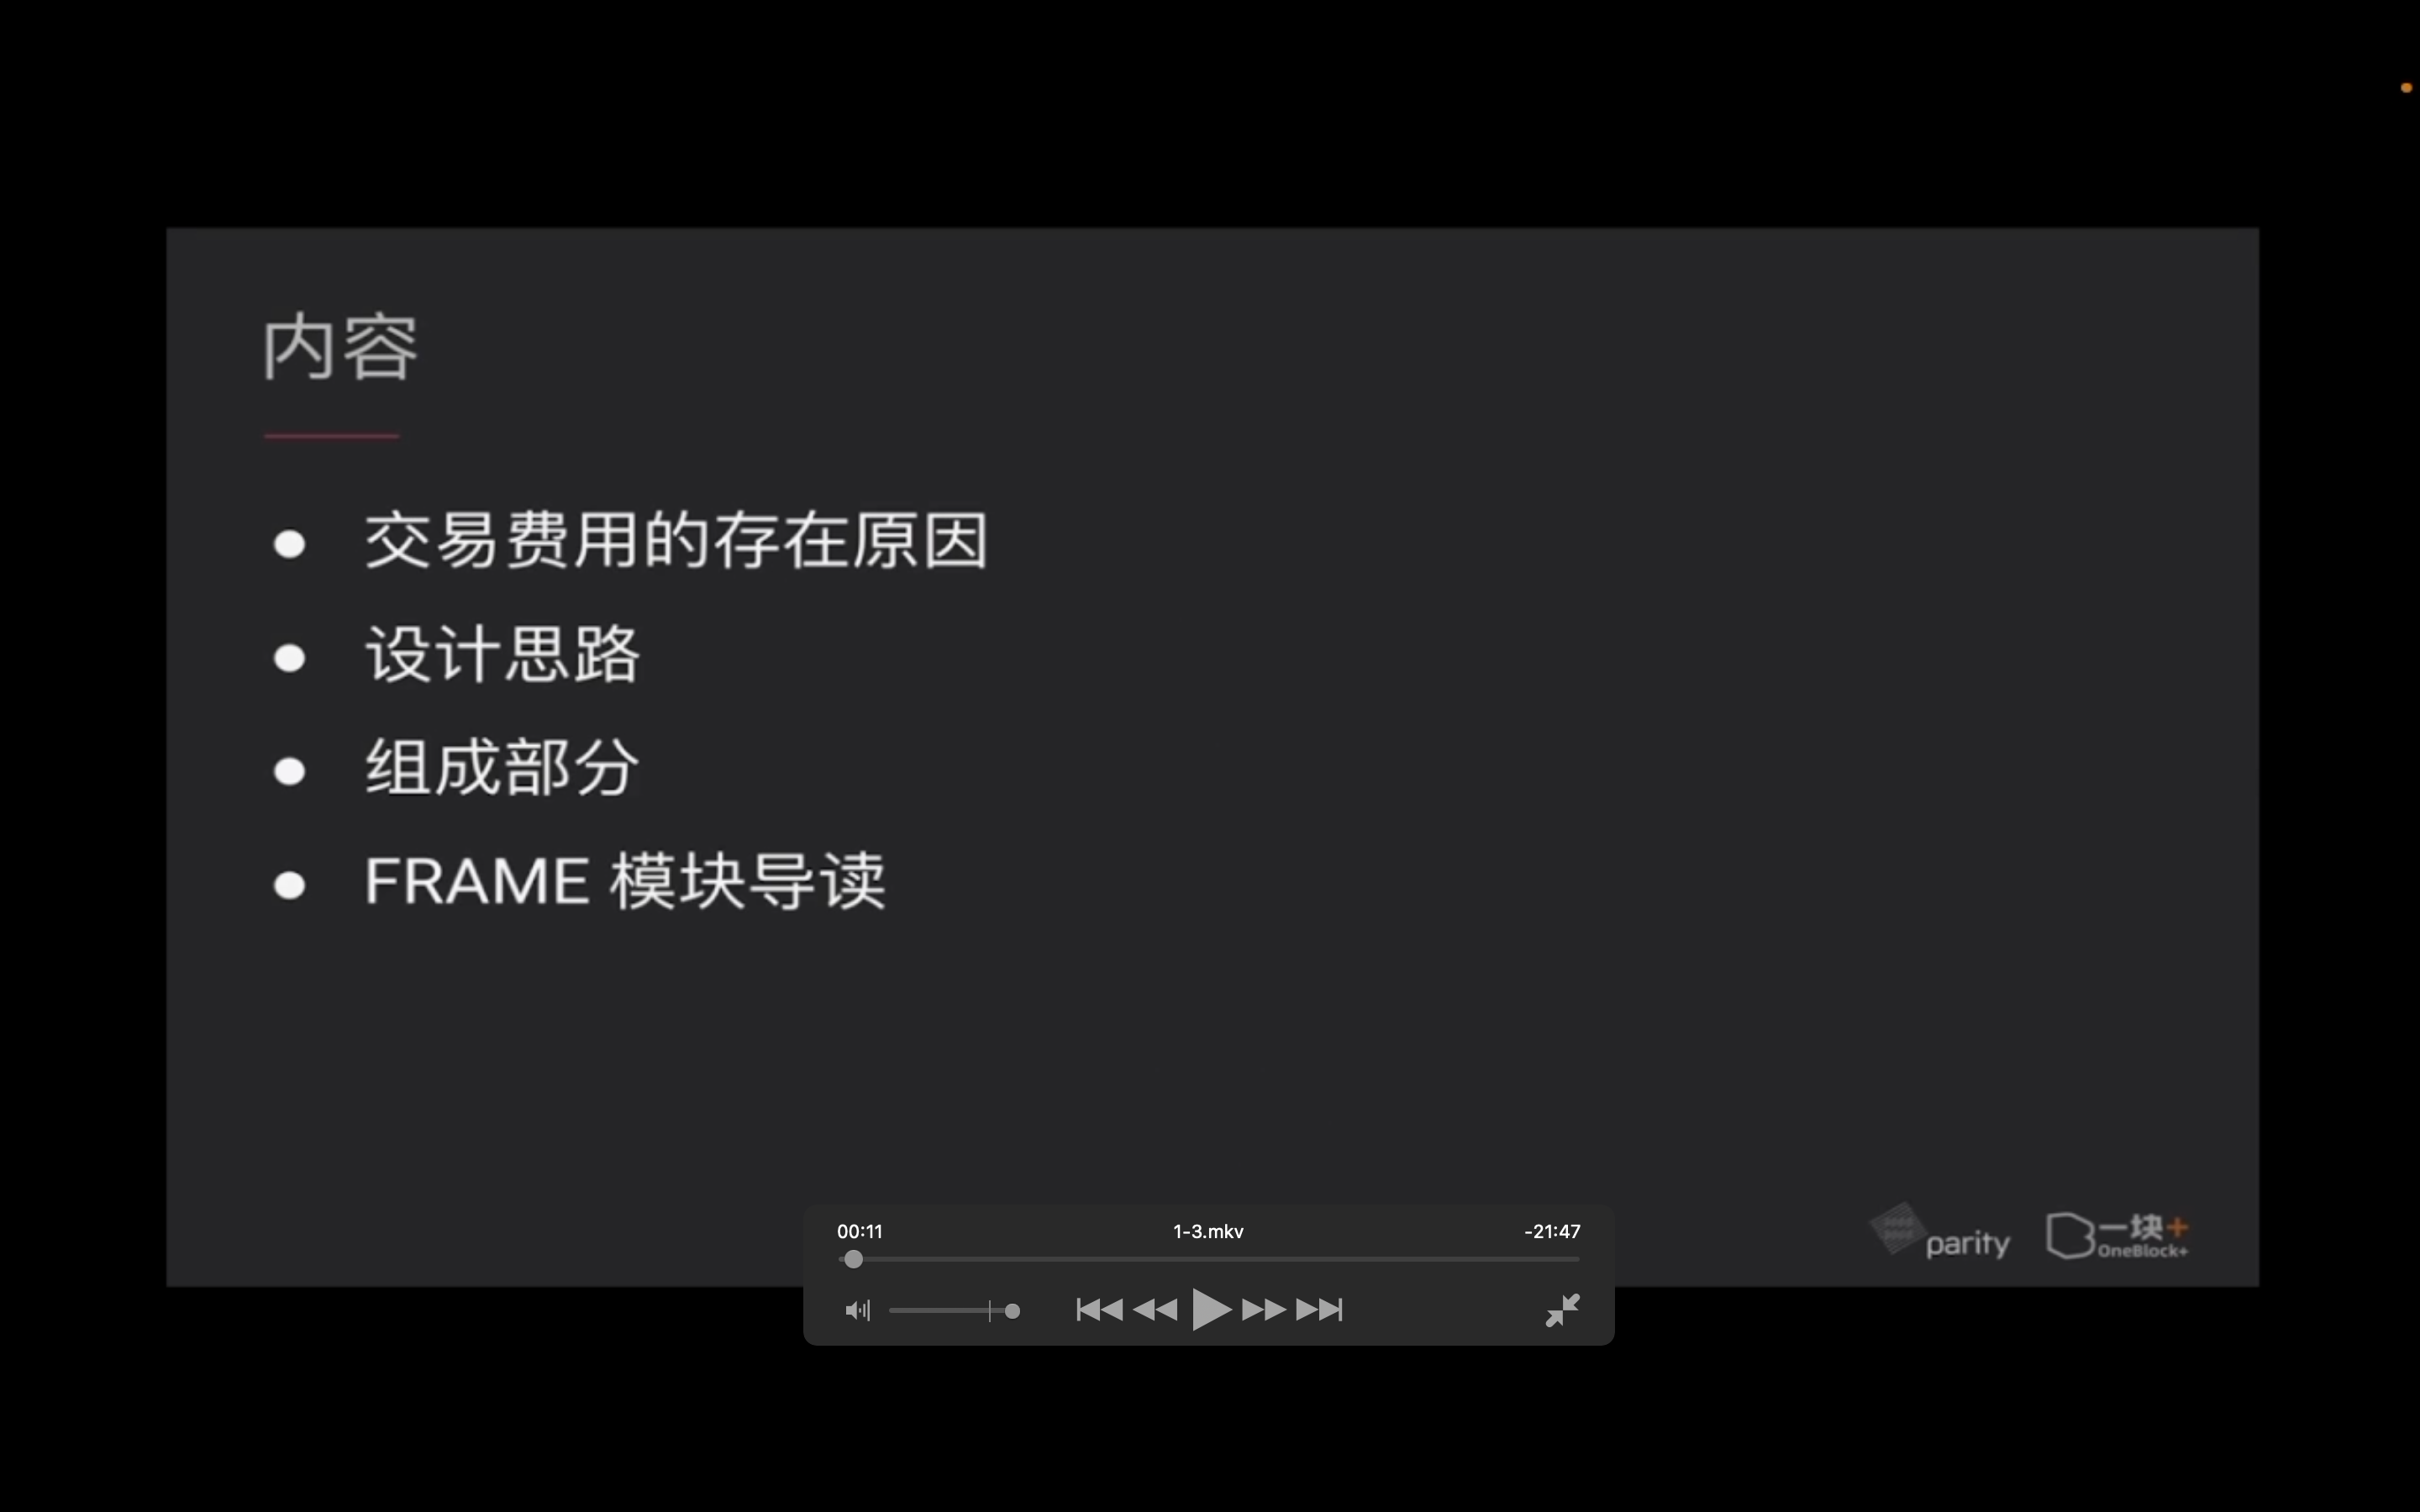 内容
交易费用的存在原因
设计思路
组成部分
FRAME 模块导读
parity
一块+
OneBlock+
00:11
1-3.mkv
-21:47